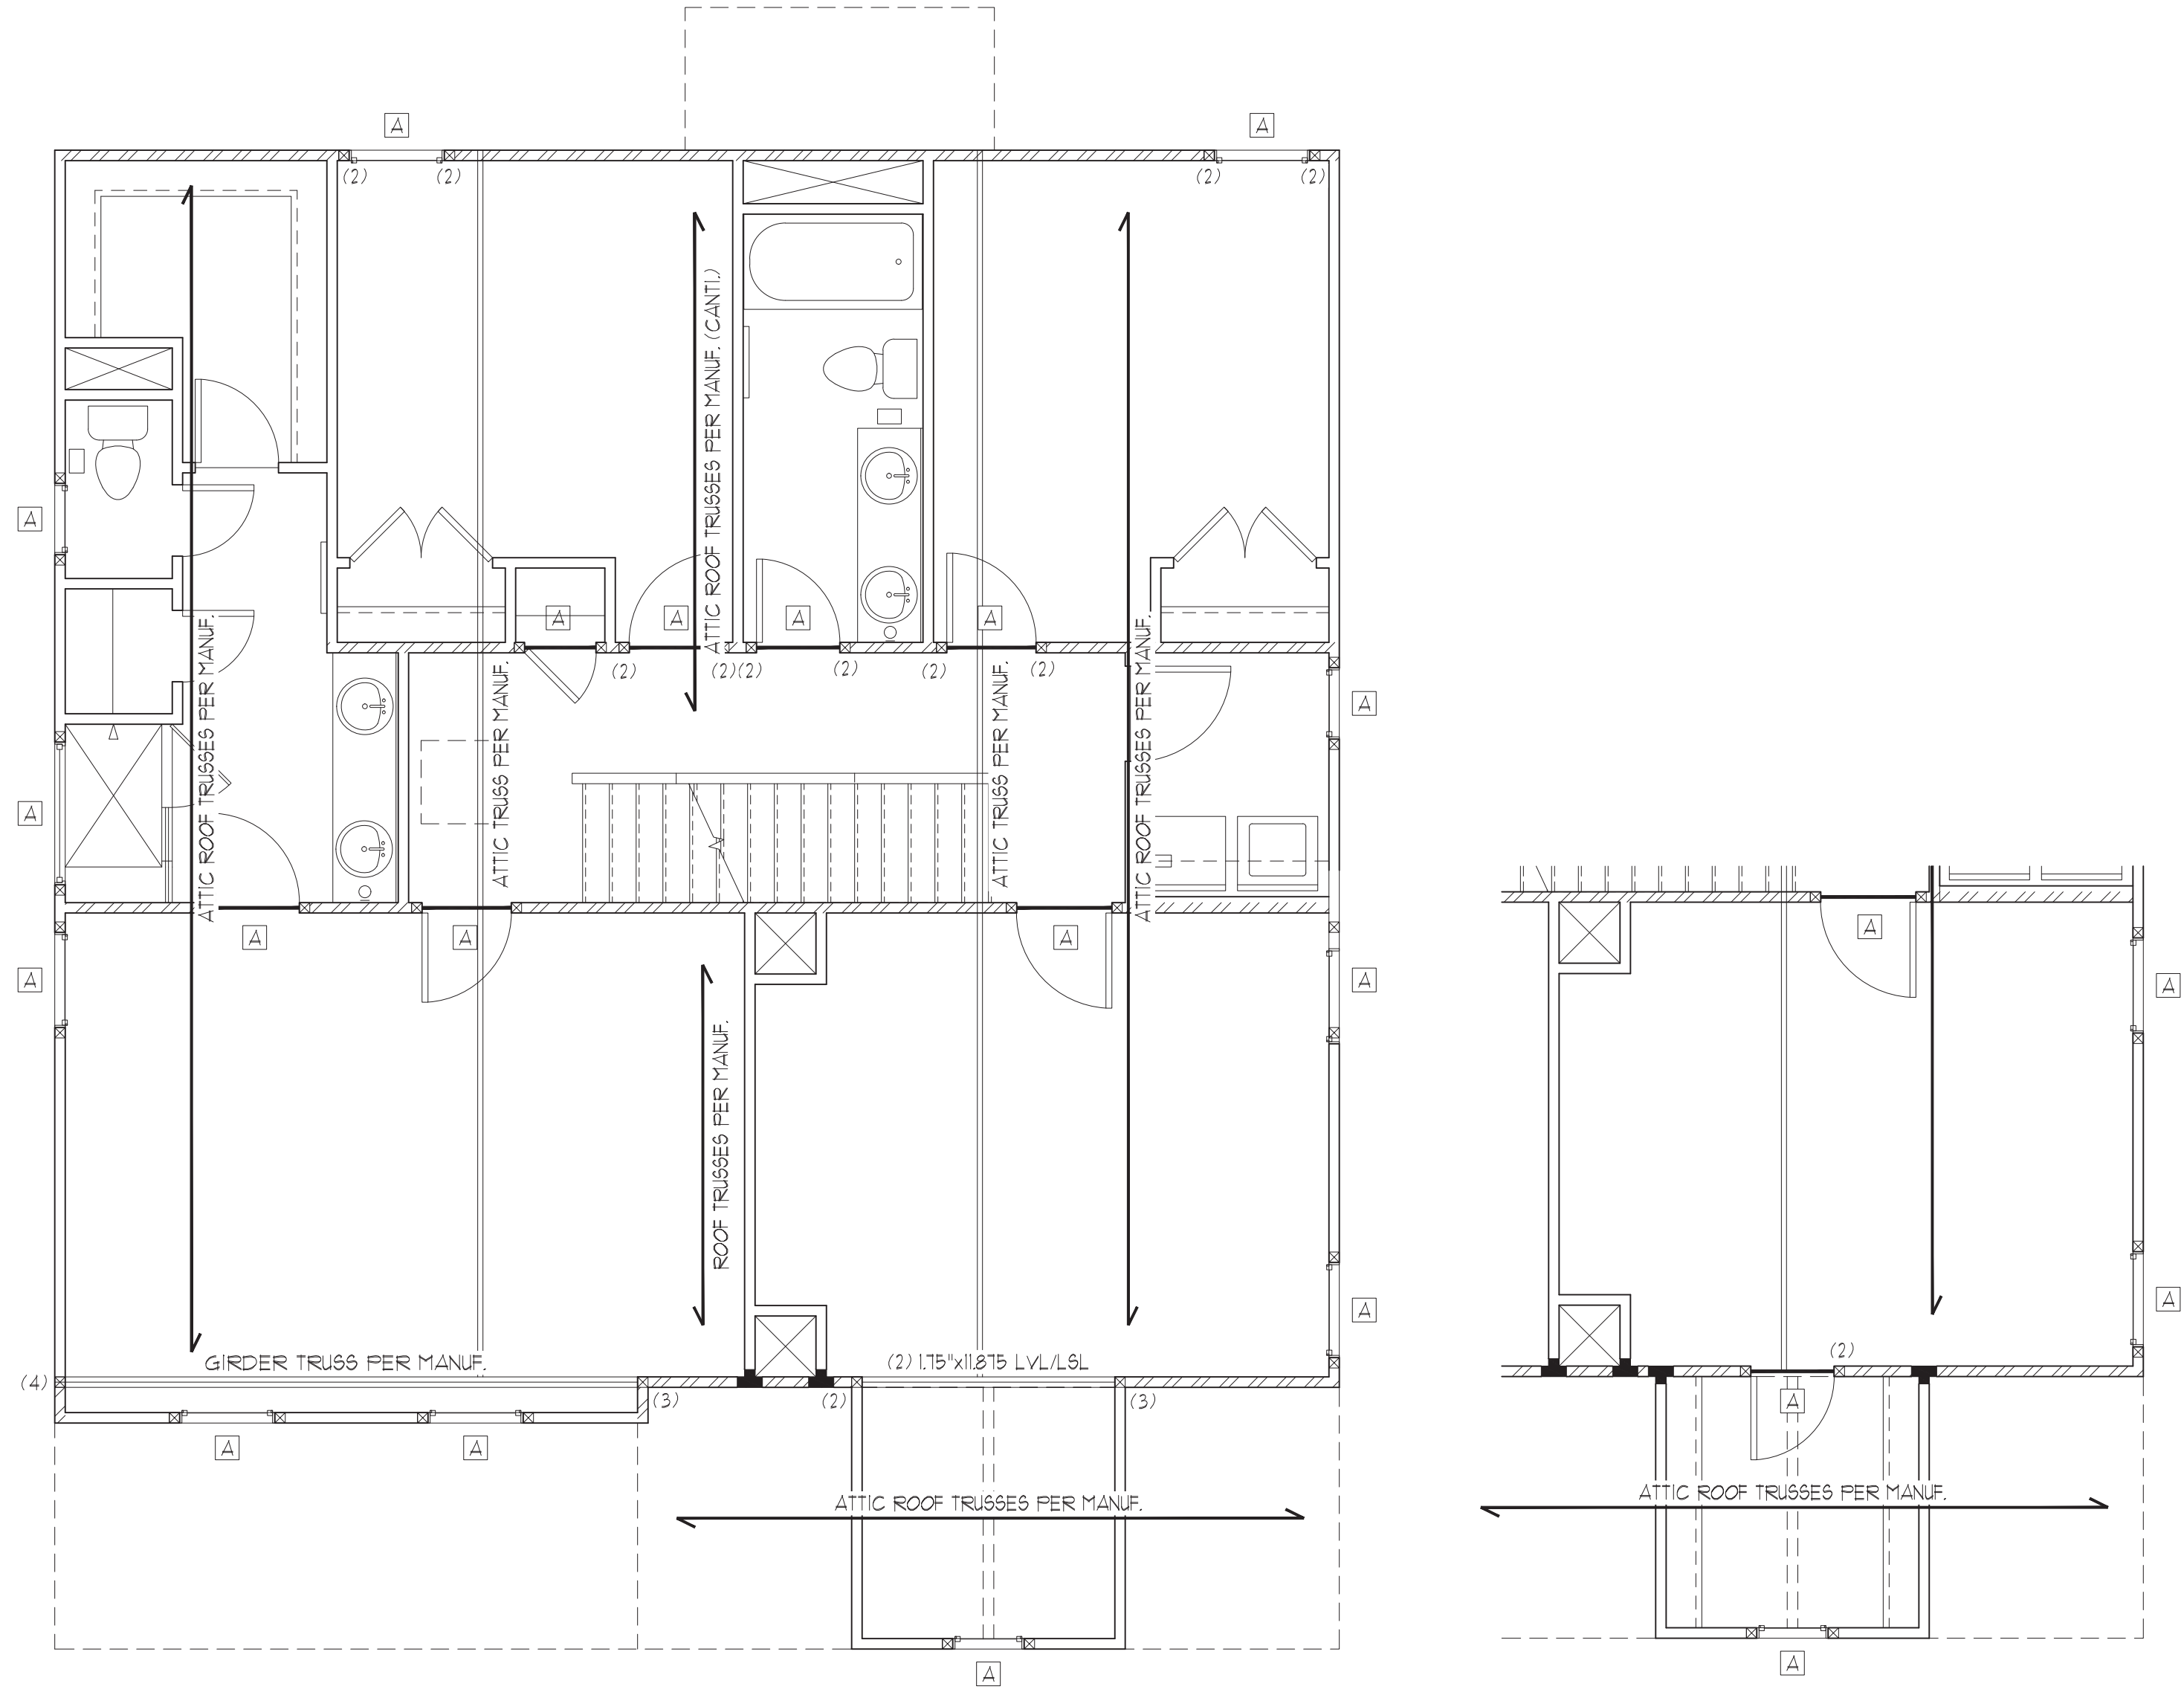 A
A
(2)
(2)
(2)
(2)
ATTIC ROOF TRUSSES PER MANUF. (CANTI.)
A
A
A
A
A
ATTIC ROOF TRUSSES PER MANUF.
ATTIC TRUSS PER MANUF.
(2)
(2)
(2)
(2)
(2)
(2)
ATTIC TRUSS PER MANUF.
ATTIC ROOF TRUSSES PER MANUF.
A
A
A
A
A
A
A
ROOF TRUSSES PER MANUF.
A
GIRDER TRUSS PER MANUF.
(2) 1.75"x11.875 LVL/LSL
(4)
(3)
(2)
(3)
A
A
ATTIC ROOF TRUSSES PER MANUF.
A
A
A
A
(2)
A
ATTIC ROOF TRUSSES PER MANUF.
A